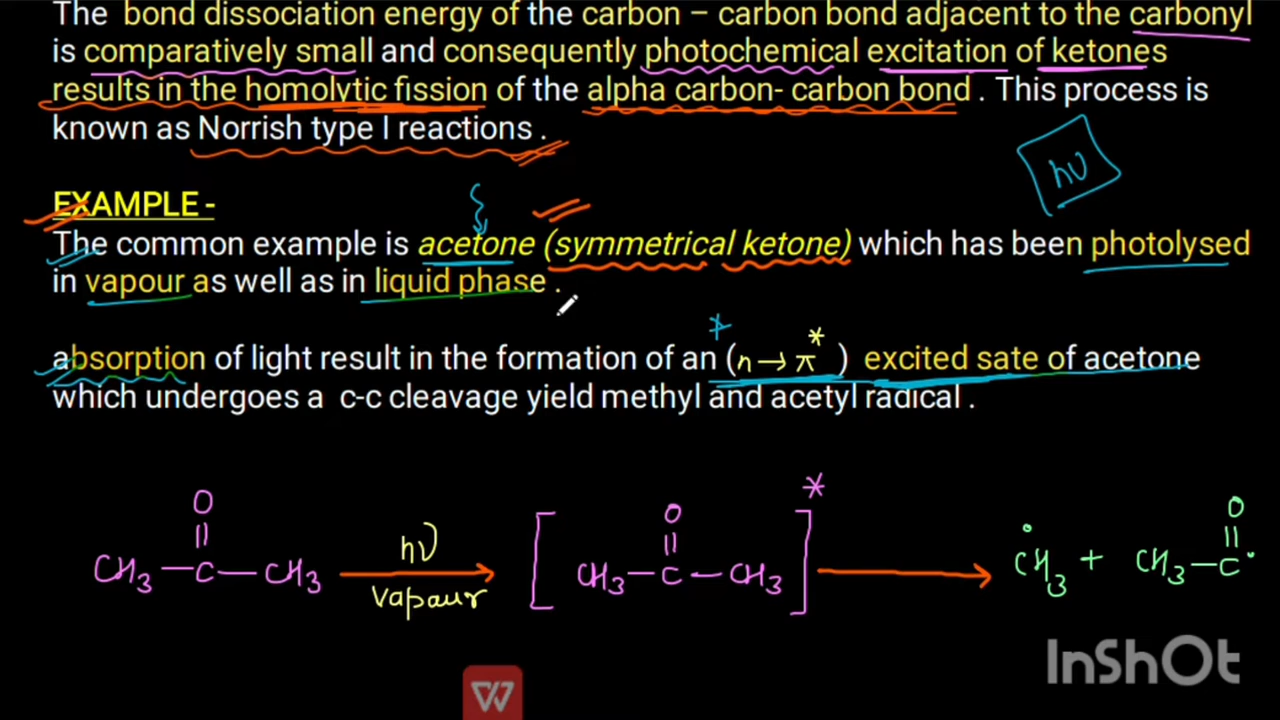 The bond dissociation energy of the carbon – carbon bond adjacent to the carbonyl
is comparatively small and consequently photochemical excitation of ketones
results in the homolytic fission of the alpha carbon- carbon bond . This process is
known as Norrish type I reactions .
hν
EXAMPLE -
The common example is acetone (symmetrical ketone) which has been photolysed
in vapour as well as in liquid phase .
absorption of light result in the formation of an (n → π* ) excited sate of acetone
which undergoes a c-c cleavage yield methyl and acetyl radical .
O O * O
|| || ||
CH₃ — C — CH₃ hν vapour → [ CH₃ — C — CH₃ ] → ĊH₃ + CH₃ — C·
InShOt
W